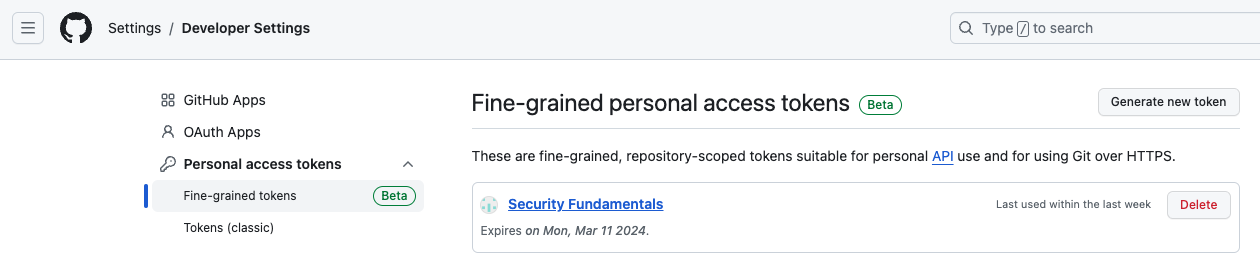 Settings / Developer Settings
Type / to search
GitHub Apps
OAuth Apps
Personal access tokens
Fine-grained tokens Beta
Tokens (classic)
Fine-grained personal access tokens Beta
Generate new token
These are fine-grained, repository-scoped tokens suitable for personal API use and for using Git over HTTPS.
Security Fundamentals
Last used within the last week
Delete
Expires on Mon, Mar 11 2024.